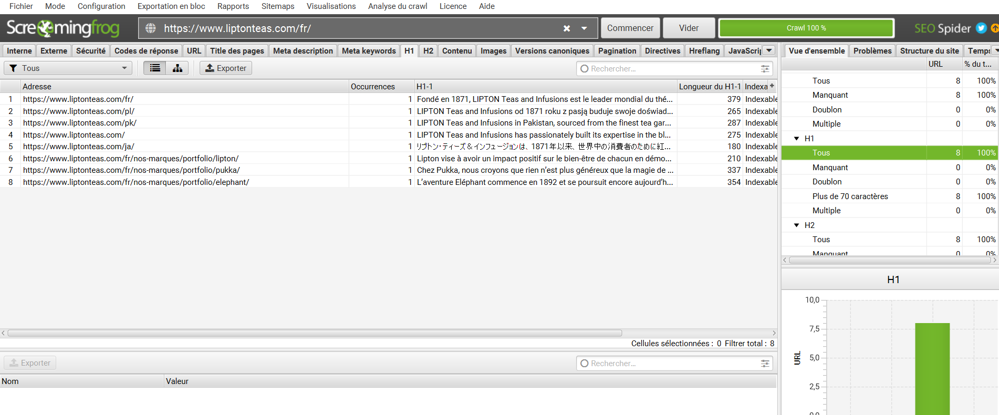 Fichier Mode Configuration Exportation en bloc Rapports Sitemaps Visualisations Analyse du crawl Licence Aide
Screamingfrog https://www.liptonteas.com/fr/ Commencer Vider Crawl 100 % SEO Spider
Interne Externe Sécurité Codes de réponse URL Title des pages Meta description Meta keywords H1 H2 Contenu Images Versions canoniques Pagination Directives Hreflang JavaScrip
Tous Exporter Rechercher...
Adresse Occurrences H1-1 Longueur du H1-1 Indexa
1 https://www.liptonteas.com/fr/ 1 Fondé en 1871, LIPTON Teas and Infusions est le leader mondial du thé... 379 Indexable
2 https://www.liptonteas.com/pl/ 1 LIPTON Teas and Infusions od 1871 roku z pasją buduje swoje doświad... 265 Indexable
3 https://www.liptonteas.com/pk/ 1 LIPTON Teas and Infusions in Pakistan, sourced from the finest tea gar... 287 Indexable
4 https://www.liptonteas.com/ 1 LIPTON Teas and Infusions has passionately built its expertise in the bl... 275 Indexable
5 https://www.liptonteas.com/ja/ 1 リプトン・ティーズ＆インフュージョンは、1871年以来、世界中の消費者のために紅... 180 Indexable
6 https://www.liptonteas.com/fr/nos-marques/portfolio/lipton/ 1 Lipton vise à avoir un impact positif sur le bien-être de chacun en démo... 210 Indexable
7 https://www.liptonteas.com/fr/nos-marques/portfolio/pukka/ 1 Chez Pukka, nous croyons que rien n’est plus généreux que la magie de ... 337 Indexable
8 https://www.liptonteas.com/fr/nos-marques/portfolio/elephant/ 1 L’aventure Eléphant commence en 1892 et se poursuit encore aujourd’h... 354 Indexable
Cellules sélectionnées : 0 Filtrer total : 8
Exporter Rechercher...
Nom Valeur
Vue d'ensemble Problèmes Structure du site Temps
URL % du t...
Tous 8 100%
Manquant 8 100%
Doublon 0 0%
Multiple 0 0%
H1
Tous 8 100%
Manquant 0 0%
Doublon 0 0%
Plus de 70 caractères 8 100%
Multiple 0 0%
H2
Tous 8 100%
Manquant 0 0%
H1
10,0
7,5
5,0
2,5
0,0
URL